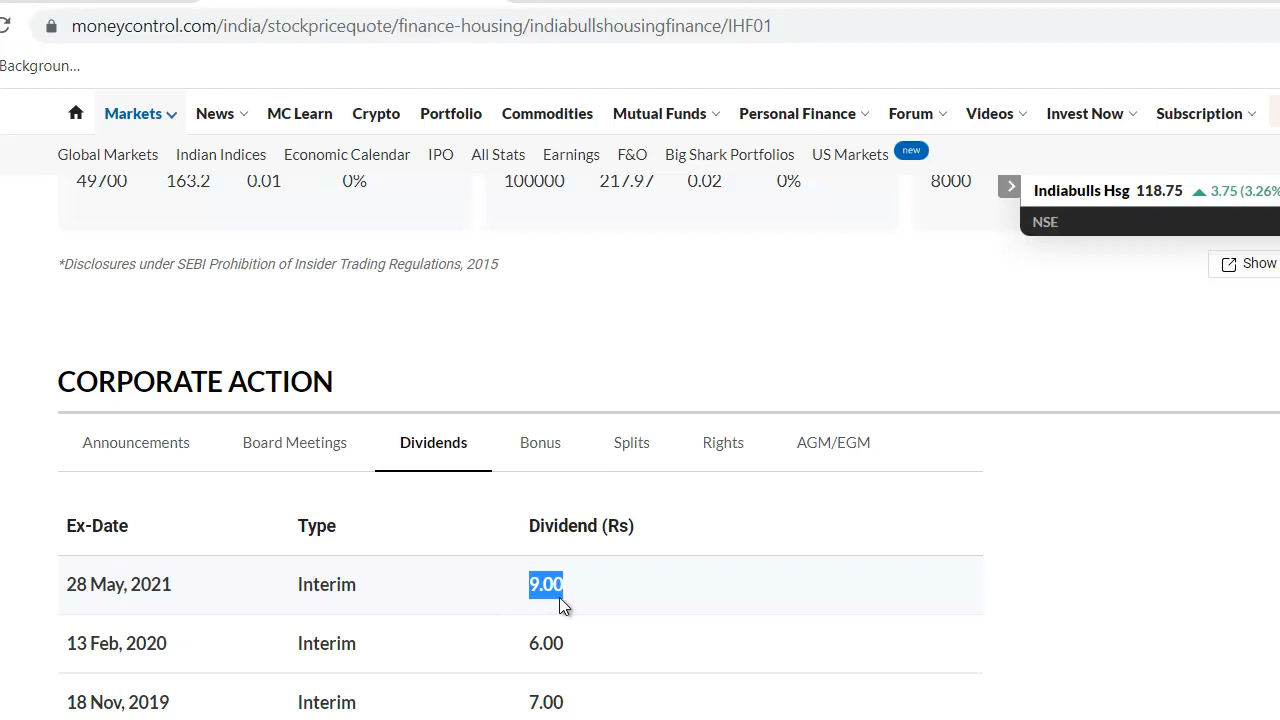 moneycontrol.com/india/stockpricequote/finance-housing/indiabullshousingfinance/IHF01
Backgroun...
Markets News MC Learn Crypto Portfolio Commodities Mutual Funds Personal Finance Forum Videos Invest Now Subscription
Global Markets Indian Indices Economic Calendar IPO All Stats Earnings F&O Big Shark Portfolios US Markets new
49700 163.2 0.01 0% 100000 217.97 0.02 0% 8000
Indiabulls Hsg 118.75 3.75 (3.26%
NSE
*Disclosures under SEBI Prohibition of Insider Trading Regulations, 2015
Show
CORPORATE ACTION
Announcements Board Meetings Dividends Bonus Splits Rights AGM/EGM
Ex-Date Type Dividend (Rs)
28 May, 2021 Interim 9.00
13 Feb, 2020 Interim 6.00
18 Nov, 2019 Interim 7.00